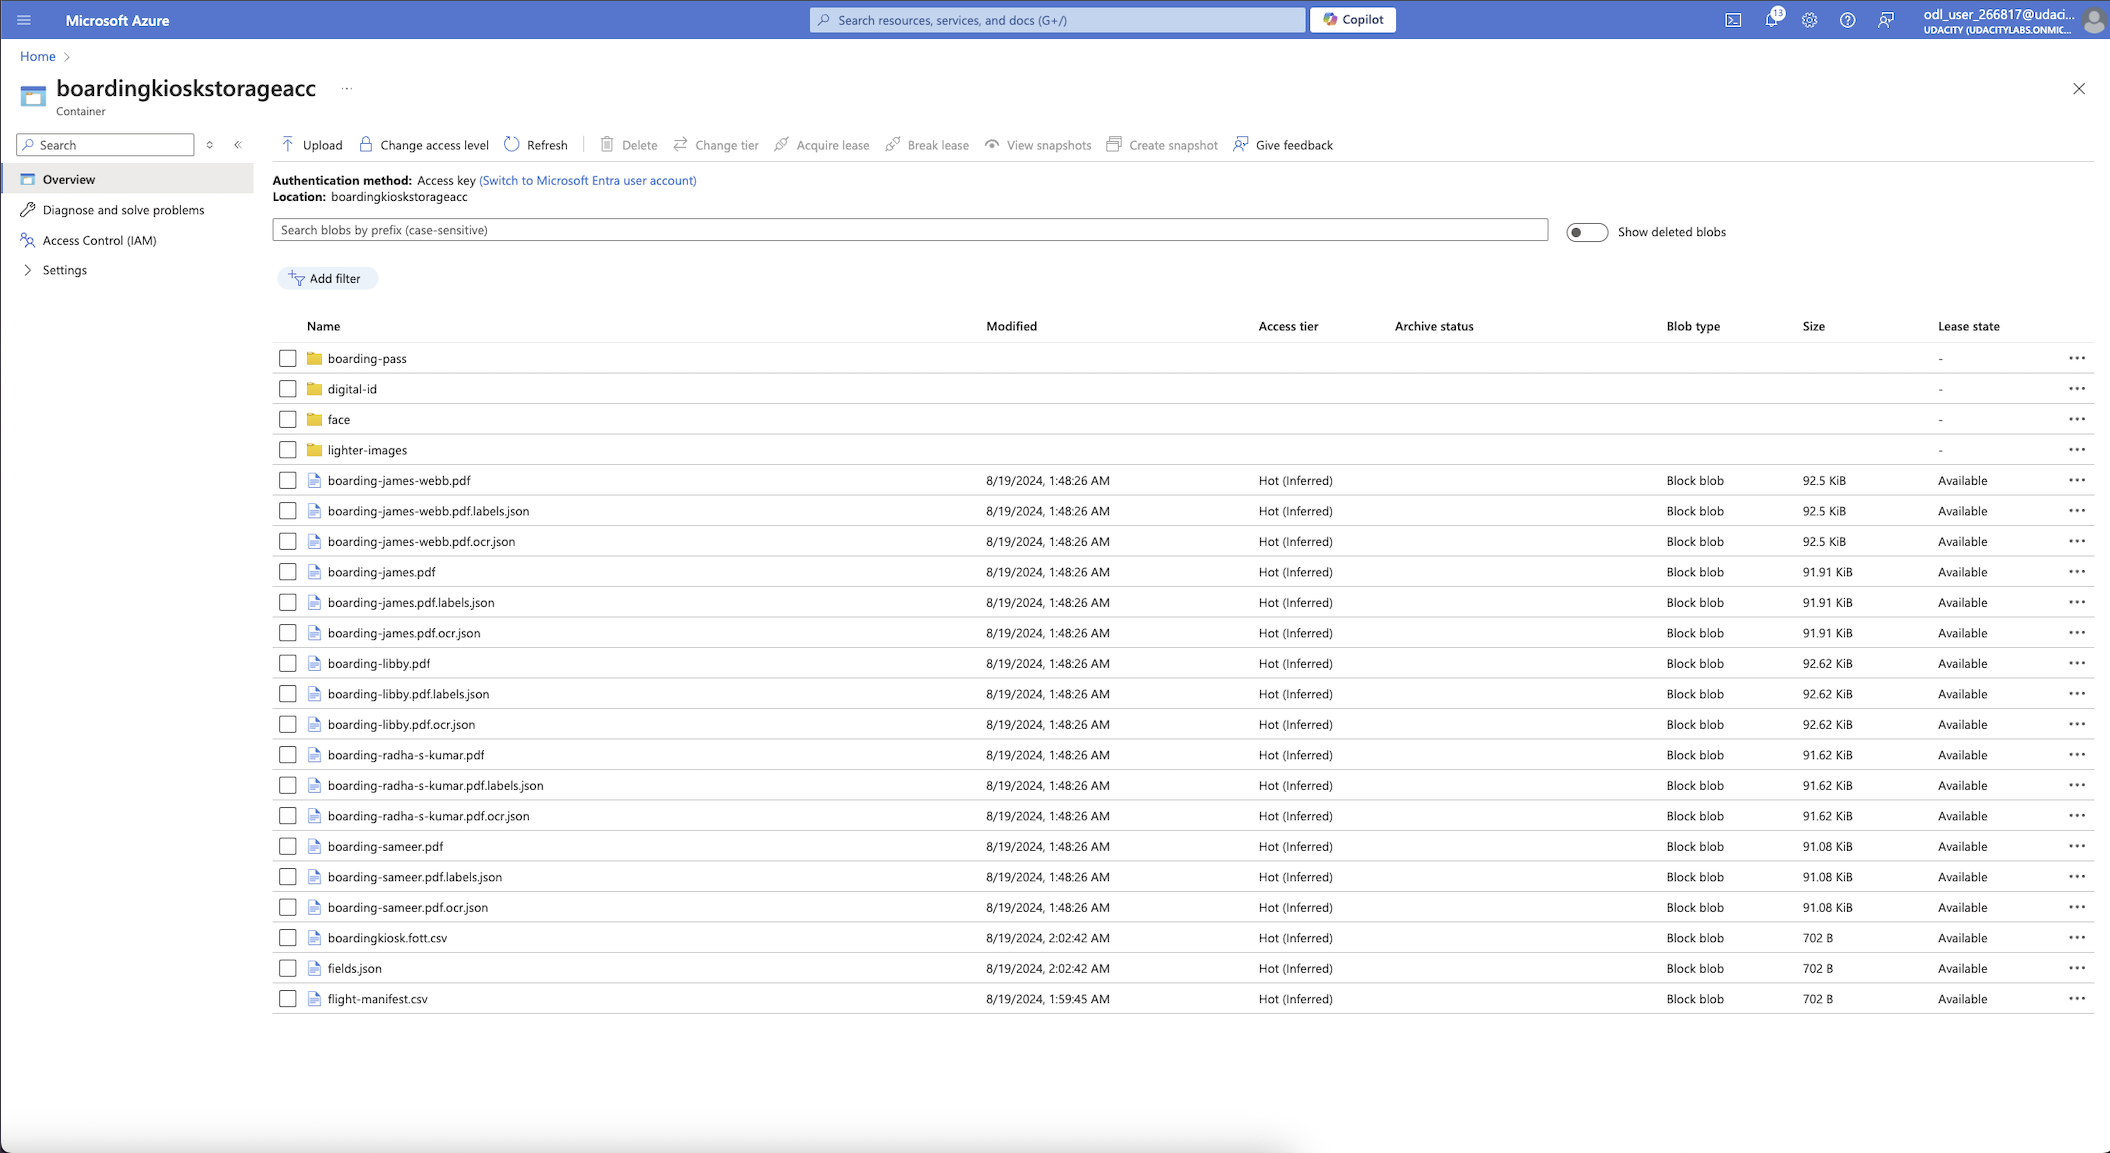 Microsoft Azure
Search resources, services, and docs (G+/)
Copilot
13
odl_user_266817@udaci...
UDACITY (UDACITYLABS.ONMIC...
Home
boardingkioskstorageacc
Container
Search
Overview
Diagnose and solve problems
Access Control (IAM)
Settings
Upload Change access level Refresh Delete Change tier Acquire lease Break lease View snapshots Create snapshot Give feedback
Authentication method: Access key (Switch to Microsoft Entra user account)
Location: boardingkioskstorageacc
Search blobs by prefix (case-sensitive)
Show deleted blobs
Add filter
Name Modified Access tier Archive status Blob type Size Lease state
boarding-pass -
digital-id -
face -
lighter-images -
boarding-james-webb.pdf 8/19/2024, 1:48:26 AM Hot (Inferred) Block blob 92.5 KiB Available
boarding-james-webb.pdf.labels.json 8/19/2024, 1:48:26 AM Hot (Inferred) Block blob 92.5 KiB Available
boarding-james-webb.pdf.ocr.json 8/19/2024, 1:48:26 AM Hot (Inferred) Block blob 92.5 KiB Available
boarding-james.pdf 8/19/2024, 1:48:26 AM Hot (Inferred) Block blob 91.91 KiB Available
boarding-james.pdf.labels.json 8/19/2024, 1:48:26 AM Hot (Inferred) Block blob 91.91 KiB Available
boarding-james.pdf.ocr.json 8/19/2024, 1:48:26 AM Hot (Inferred) Block blob 91.91 KiB Available
boarding-libby.pdf 8/19/2024, 1:48:26 AM Hot (Inferred) Block blob 92.62 KiB Available
boarding-libby.pdf.labels.json 8/19/2024, 1:48:26 AM Hot (Inferred) Block blob 92.62 KiB Available
boarding-libby.pdf.ocr.json 8/19/2024, 1:48:26 AM Hot (Inferred) Block blob 92.62 KiB Available
boarding-radha-s-kumar.pdf 8/19/2024, 1:48:26 AM Hot (Inferred) Block blob 91.62 KiB Available
boarding-radha-s-kumar.pdf.labels.json 8/19/2024, 1:48:26 AM Hot (Inferred) Block blob 91.62 KiB Available
boarding-radha-s-kumar.pdf.ocr.json 8/19/2024, 1:48:26 AM Hot (Inferred) Block blob 91.62 KiB Available
boarding-sameer.pdf 8/19/2024, 1:48:26 AM Hot (Inferred) Block blob 91.08 KiB Available
boarding-sameer.pdf.labels.json 8/19/2024, 1:48:26 AM Hot (Inferred) Block blob 91.08 KiB Available
boarding-sameer.pdf.ocr.json 8/19/2024, 1:48:26 AM Hot (Inferred) Block blob 91.08 KiB Available
boardingkiosk.fott.csv 8/19/2024, 2:02:42 AM Hot (Inferred) Block blob 702 B Available
fields.json 8/19/2024, 2:02:42 AM Hot (Inferred) Block blob 702 B Available
flight-manifest.csv 8/19/2024, 1:59:45 AM Hot (Inferred) Block blob 702 B Available